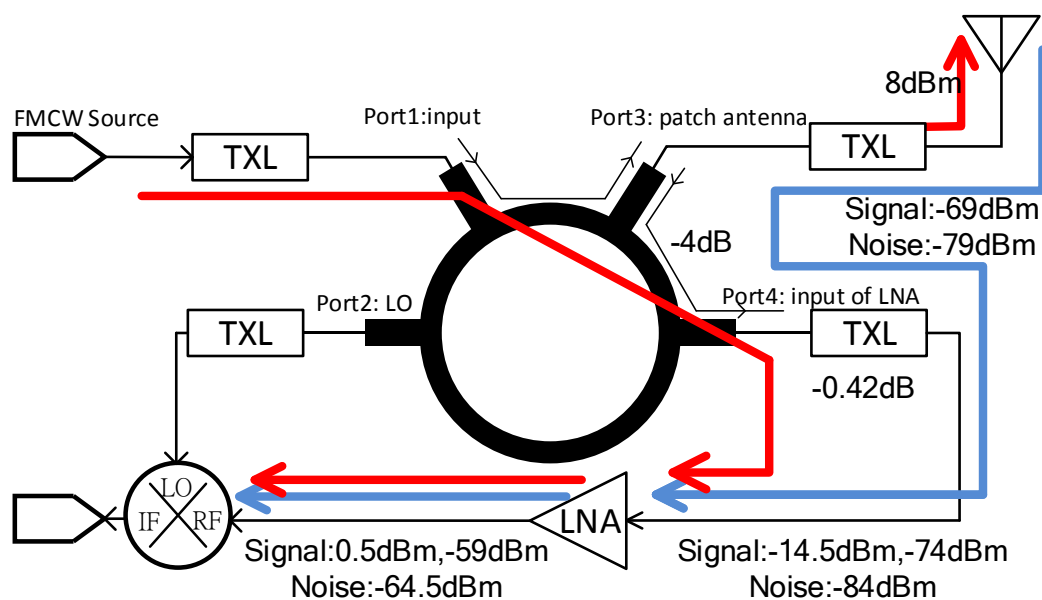 8dBm
FMCW Source
Port1:input
Port3: patch antenna
TXL
TXL
Signal:-69dBm
Noise:-79dBm
-4dB
Port2: LO
Port4: input of LNA
TXL
TXL
-0.42dB
LO
IF
RF
LNA
Signal:0.5dBm,-59dBm
Noise:-64.5dBm
Signal:-14.5dBm,-74dBm
Noise:-84dBm